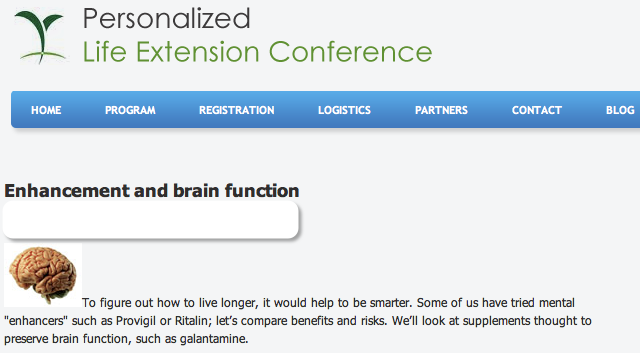 Personalized
Life Extension Conference
HOME PROGRAM REGISTRATION LOGISTICS PARTNERS CONTACT BLOG
Enhancement and brain function
To figure out how to live longer, it would help to be smarter. Some of us have tried mental
"enhancers" such as Provigil or Ritalin; let’s compare benefits and risks. We’ll look at supplements thought to
preserve brain function, such as galantamine.